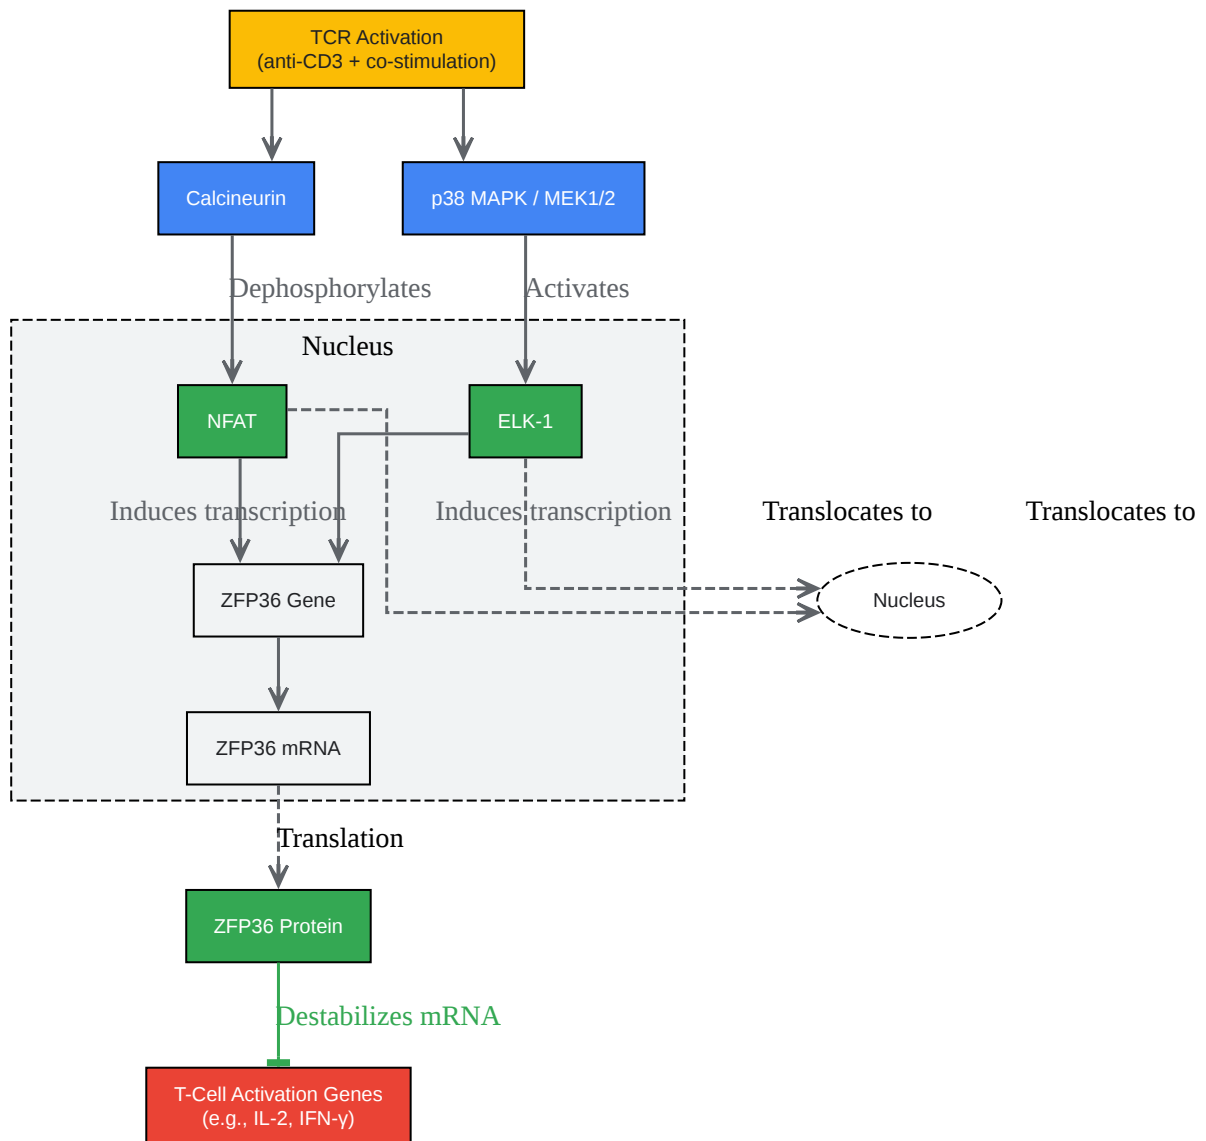 TCR Activation
(anti-CD3 + co-stimulation)
Calcineurin
p38 MAPK / MEK1/2
Dephosphorylates
Activates
Nucleus
NFAT
ELK-1
Induces transcription
Induces transcription
Translocates to
Translocates to
ZFP36 Gene
Nucleus
ZFP36 mRNA
Translation
ZFP36 Protein
Destabilizes mRNA
T-Cell Activation Genes
(e.g., IL-2, IFN-γ)